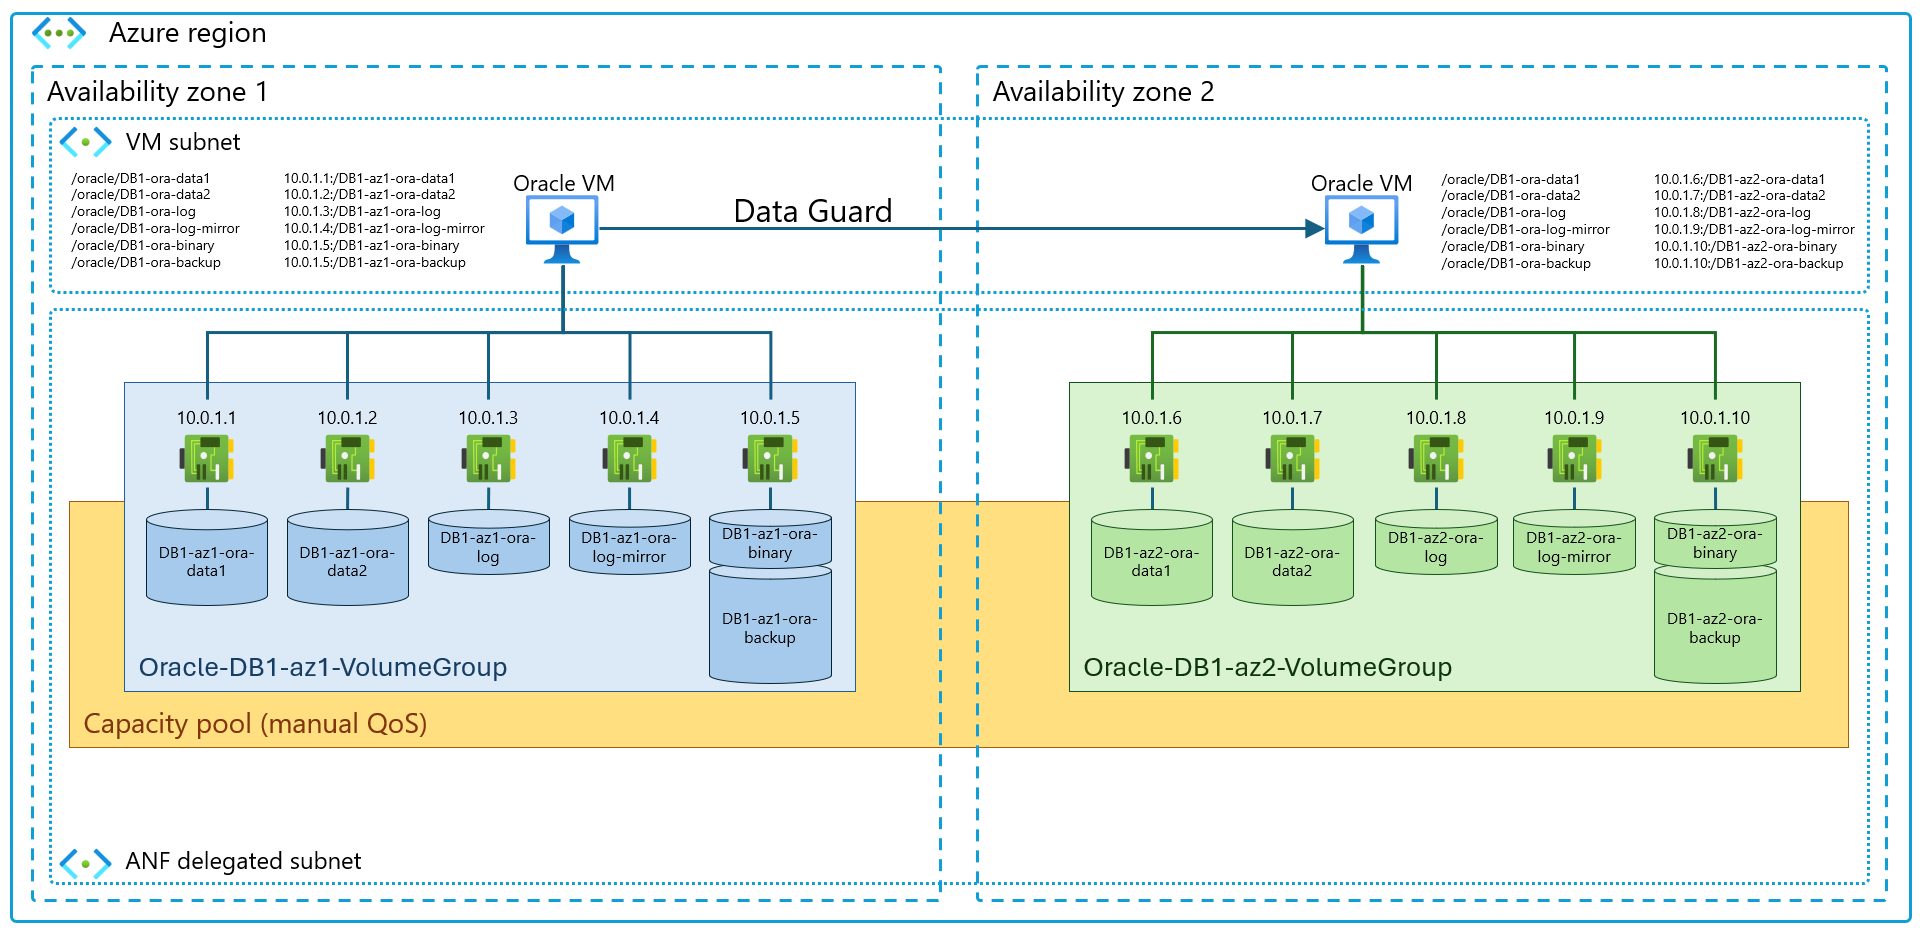 Azure region
Availability zone 1
Availability zone 2
VM subnet
/oracle/DB1-ora-data1 10.0.1.1:/DB1-az1-ora-data1
/oracle/DB1-ora-data2 10.0.1.2:/DB1-az1-ora-data2
/oracle/DB1-ora-log 10.0.1.3:/DB1-az1-ora-log
/oracle/DB1-ora-log-mirror 10.0.1.4:/DB1-az1-ora-log-mirror
/oracle/DB1-ora-binary 10.0.1.5:/DB1-az1-ora-binary
/oracle/DB1-ora-backup 10.0.1.5:/DB1-az1-ora-backup
Oracle VM
Data Guard
Oracle VM
/oracle/DB1-ora-data1 10.0.1.6:/DB1-az2-ora-data1
/oracle/DB1-ora-data2 10.0.1.7:/DB1-az2-ora-data2
/oracle/DB1-ora-log 10.0.1.8:/DB1-az2-ora-log
/oracle/DB1-ora-log-mirror 10.0.1.9:/DB1-az2-ora-log-mirror
/oracle/DB1-ora-binary 10.0.1.10:/DB1-az2-ora-binary
/oracle/DB1-ora-backup 10.0.1.10:/DB1-az2-ora-backup
10.0.1.1
10.0.1.2
10.0.1.3
10.0.1.4
10.0.1.5
DB1-az1-ora-
data1
DB1-az1-ora-
data2
DB1-az1-ora-
log
DB1-az1-ora-
log-mirror
DB1-az1-ora-
binary
DB1-az1-ora-
backup
Oracle-DB1-az1-VolumeGroup
10.0.1.6
10.0.1.7
10.0.1.8
10.0.1.9
10.0.1.10
DB1-az2-ora-
data1
DB1-az2-ora-
data2
DB1-az2-ora-
log
DB1-az2-ora-
log-mirror
DB1-az2-ora-
binary
DB1-az2-ora-
backup
Oracle-DB1-az2-VolumeGroup
Capacity pool (manual QoS)
ANF delegated subnet